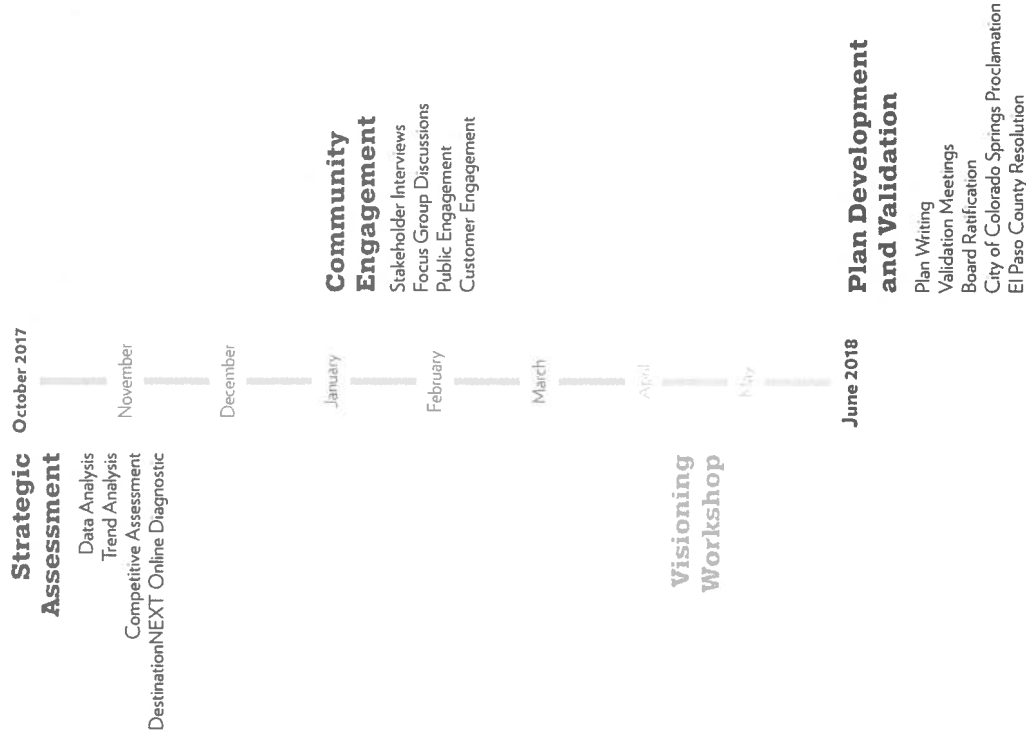 Strategic
Assessment
Data Analysis
Trend Analysis
Competitive Assessment
DestinationNEXT Online Diagnostic
October 2017
November
December
January
Community
Engagement
Stakeholder Interviews
Focus Group Discussions
Public Engagement
Customer Engagement
February
March
April
Visioning
Workshop
May
June 2018
Plan Development
and Validation
Plan Writing
Validation Meetings
Board Ratification
City of Colorado Springs Proclamation
El Paso County Resolution